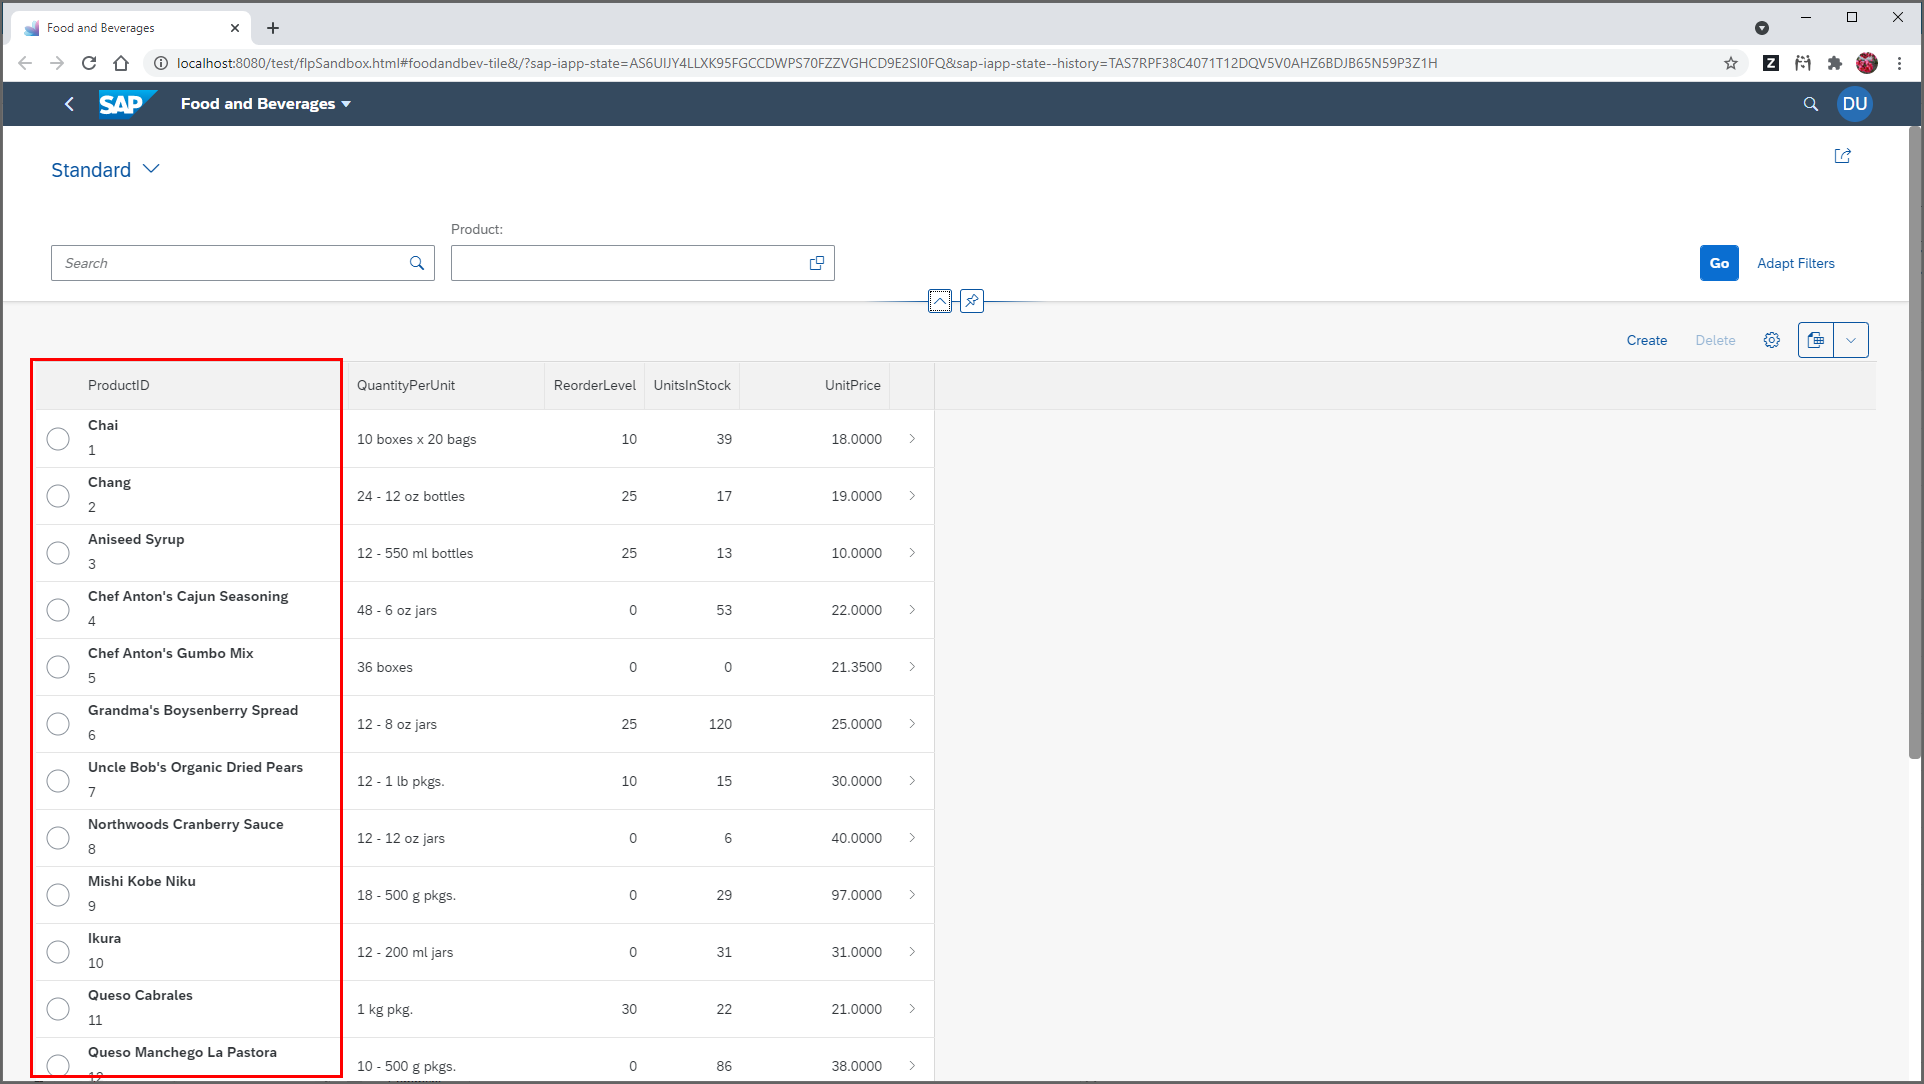 Food and Beverages
localhost:8080/test/flpSandbox.html#foodandbev-tile&/?sap-iapp-state=AS6UIJY4LLXK95FGCCDWPS70FZZVGHCD9E2SI0FQ&sap-iapp-state--history=TAS7RPF38C4071T12DQV5V0AHZ6BDJB65N59P3Z1H
SAP Food and Beverages DU
Standard
Product:
Search
Go Adapt Filters
Create Delete
ProductID QuantityPerUnit ReorderLevel UnitsInStock UnitPrice
Chai
1 10 boxes x 20 bags 10 39 18.0000
Chang
2 24 - 12 oz bottles 25 17 19.0000
Aniseed Syrup
3 12 - 550 ml bottles 25 13 10.0000
Chef Anton's Cajun Seasoning
4 48 - 6 oz jars 0 53 22.0000
Chef Anton's Gumbo Mix
5 36 boxes 0 0 21.3500
Grandma's Boysenberry Spread
6 12 - 8 oz jars 25 120 25.0000
Uncle Bob's Organic Dried Pears
7 12 - 1 lb pkgs. 10 15 30.0000
Northwoods Cranberry Sauce
8 12 - 12 oz jars 0 6 40.0000
Mishi Kobe Niku
9 18 - 500 g pkgs. 0 29 97.0000
Ikura
10 12 - 200 ml jars 0 31 31.0000
Queso Cabrales
11 1 kg pkg. 30 22 21.0000
Queso Manchego La Pastora
10 - 500 g pkgs. 0 86 38.0000